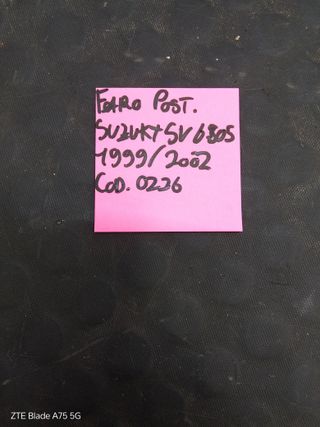 FARO POST.
SUZUKI SV 650S
1999/2002
COD. 0226
ZTE Blade A75 5G